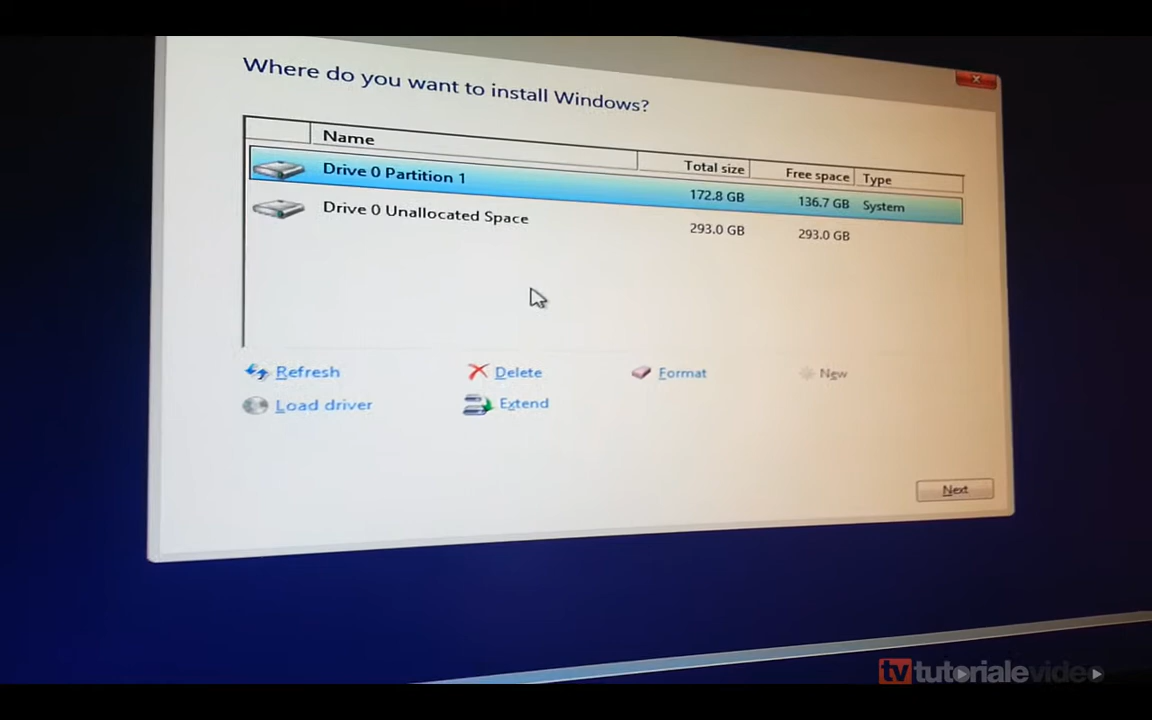 Where do you want to install Windows?
Name Total size Free space Type
Drive 0 Partition 1 172.8 GB 136.7 GB System
Drive 0 Unallocated Space 293.0 GB 293.0 GB
Refresh Delete Format New
Load driver Extend
Next
tv tutorialevideo